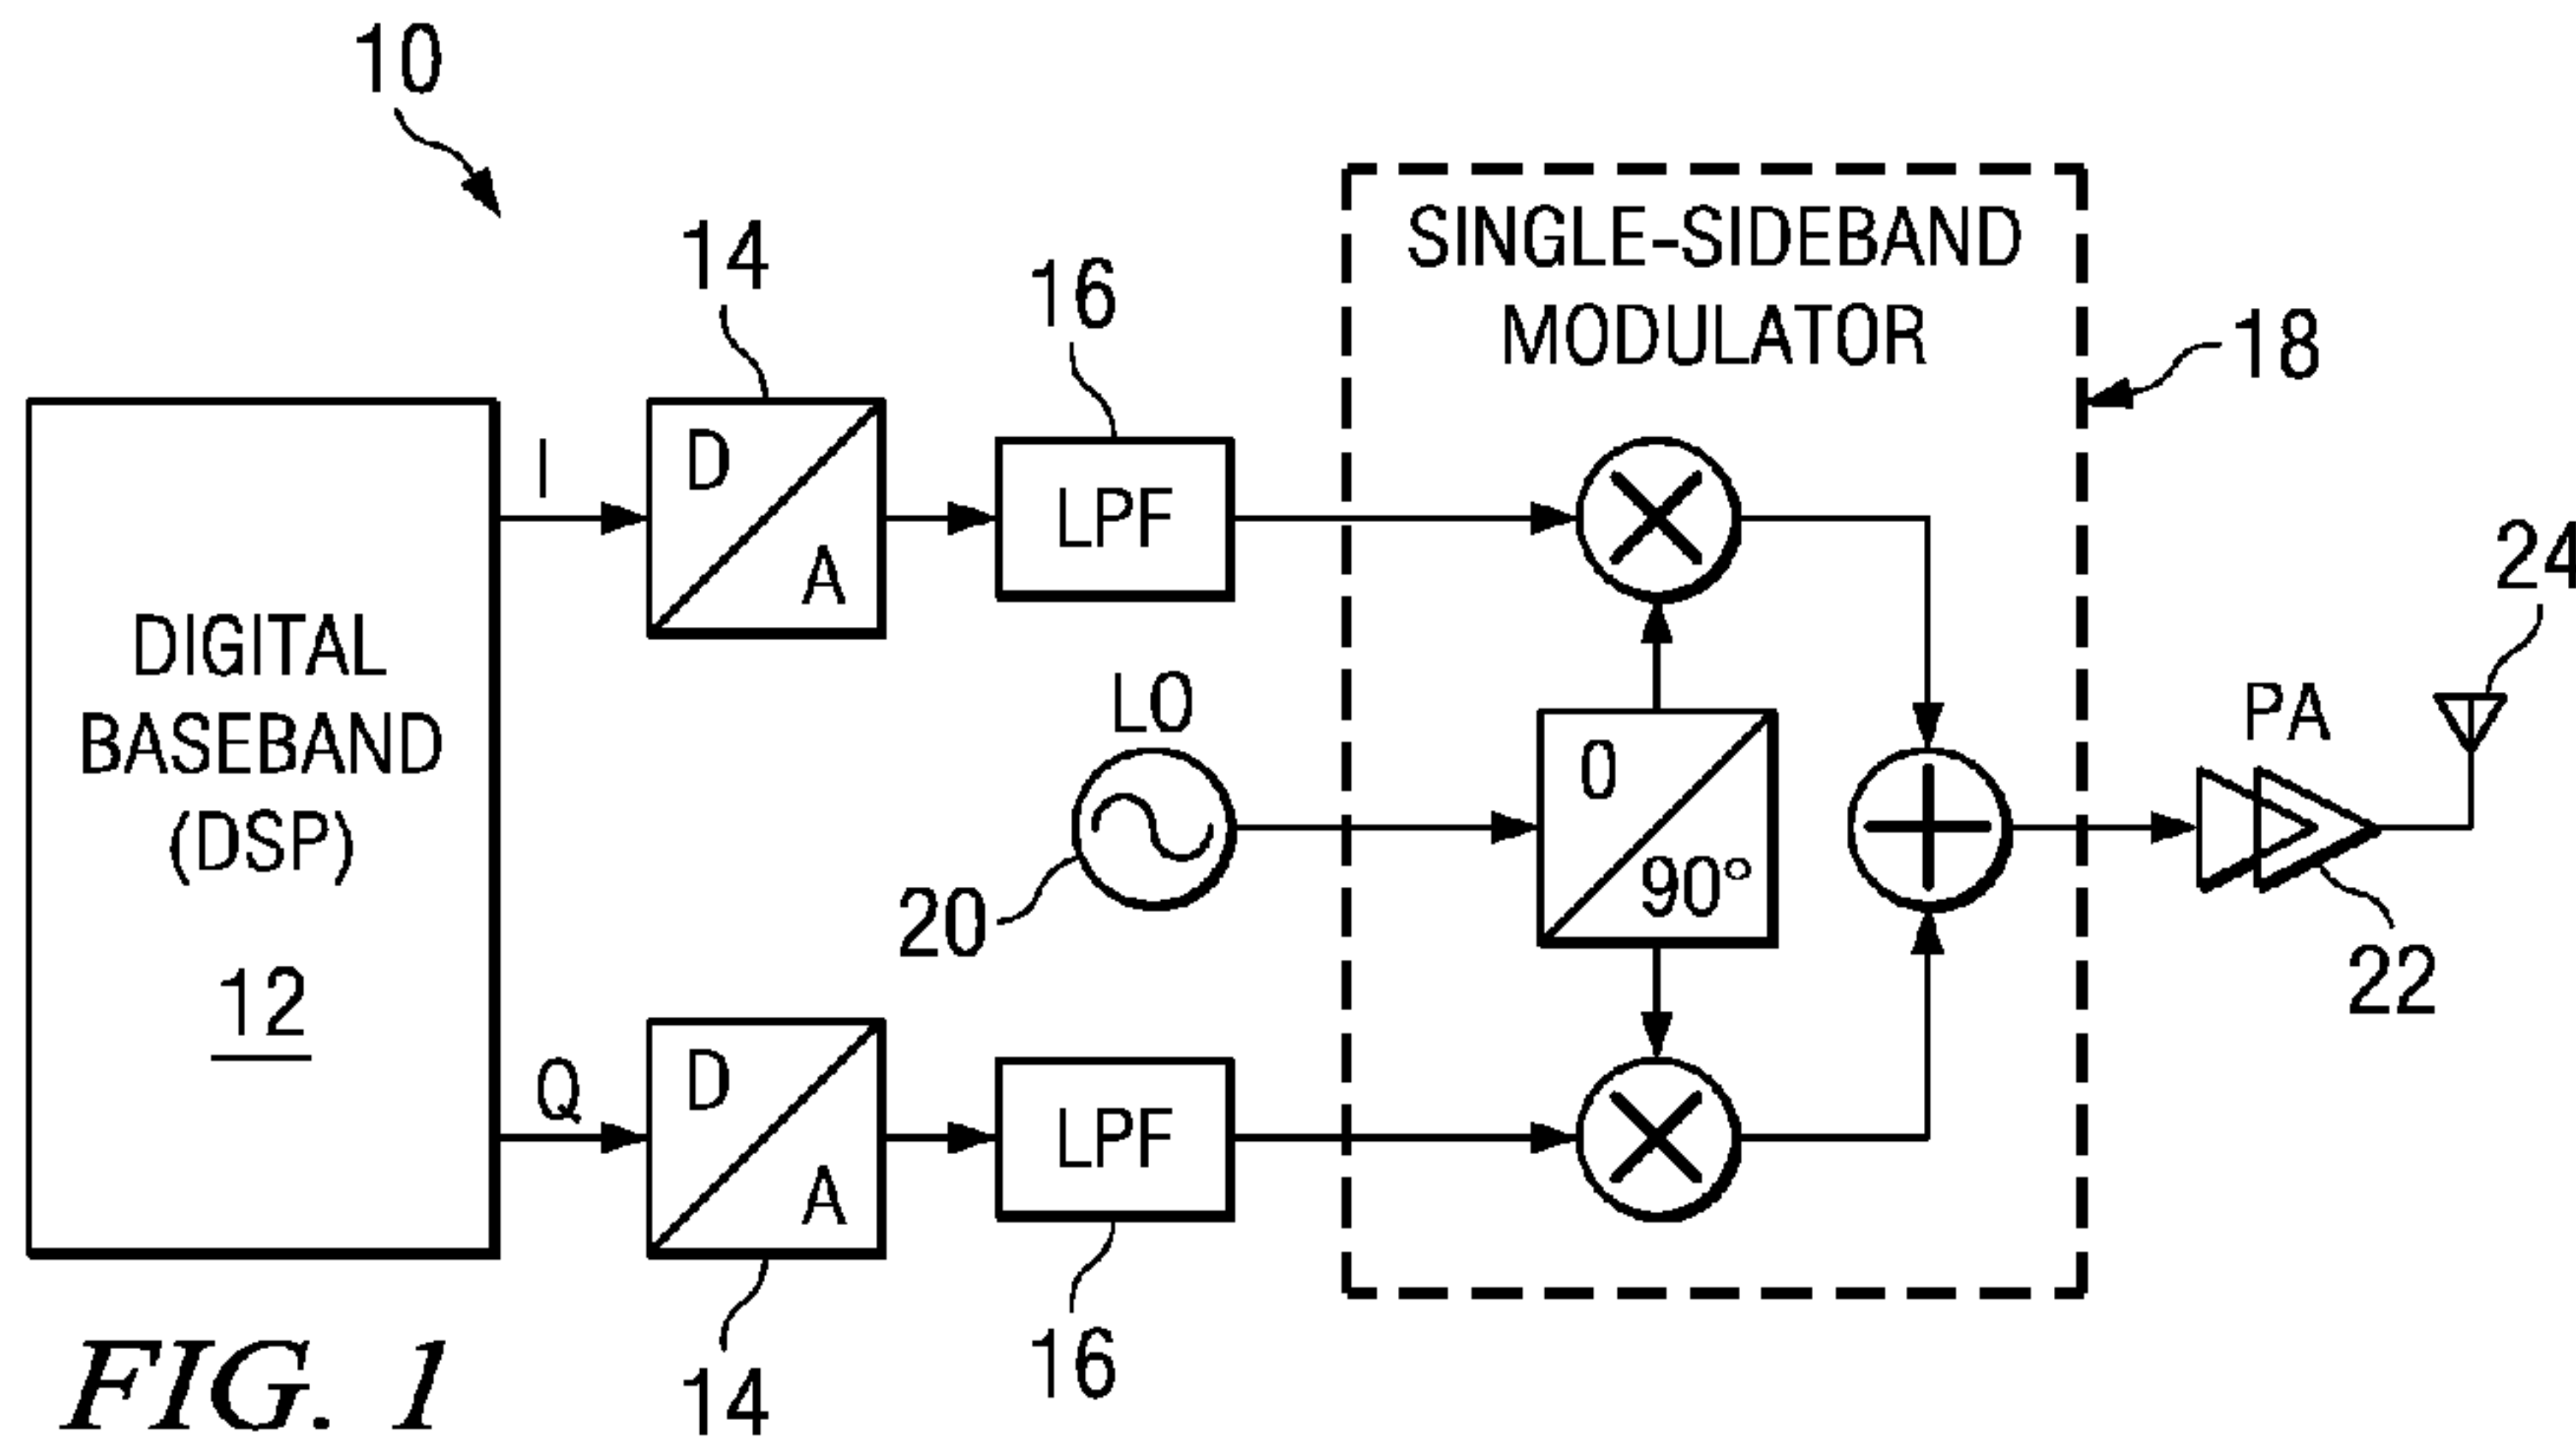 10
14
16
SINGLE-SIDEBAND
MODULATOR
18
I
D
A
LPF
24
DIGITAL
BASEBAND
(DSP)
12
LO
20
0
90°
PA
22
Q
D
A
LPF
14
16
FIG. 1